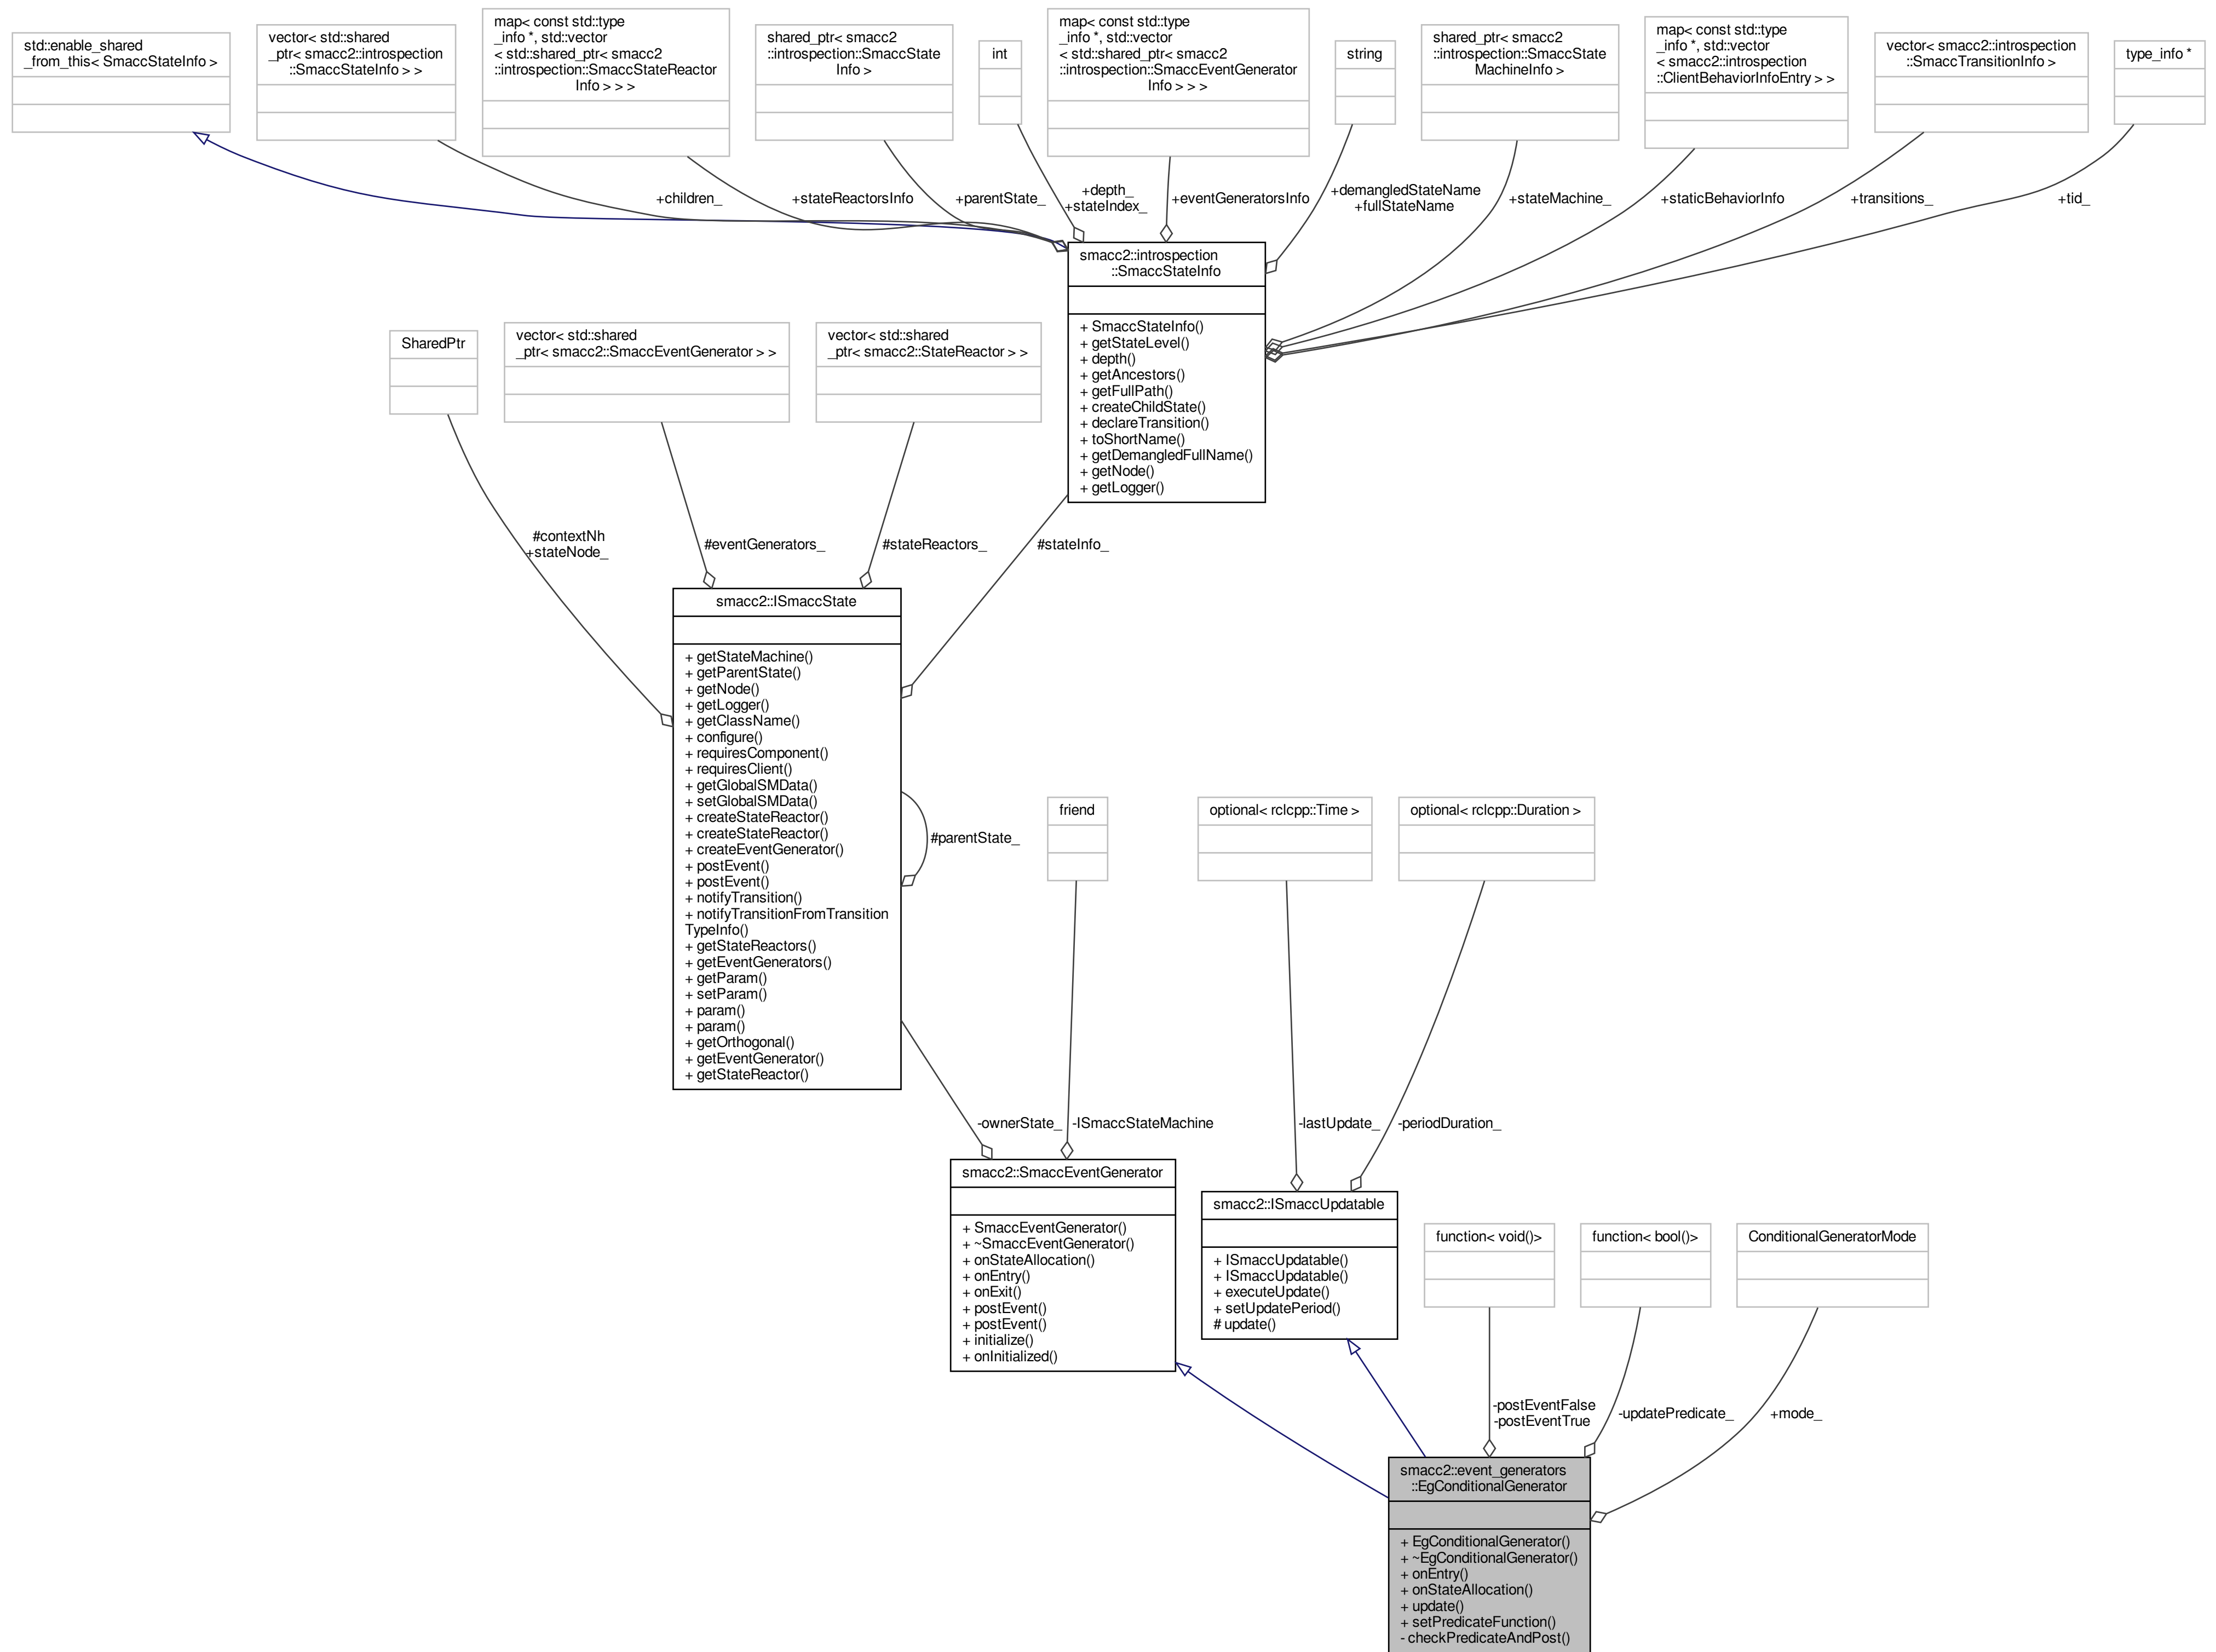 std::enable_shared
_from_this< SmaccStateInfo >
vector< std::shared
_ptr< smacc2::introspection
::SmaccStateInfo > >
map< const std::type
_info *, std::vector
< std::shared_ptr< smacc2
::introspection::SmaccStateReactor
Info > > >
shared_ptr< smacc2
::introspection::SmaccState
Info >
int
map< const std::type
_info *, std::vector
< std::shared_ptr< smacc2
::introspection::SmaccEventGenerator
Info > > >
string
shared_ptr< smacc2
::introspection::SmaccState
MachineInfo >
map< const std::type
_info *, std::vector
< smacc2::introspection
::ClientBehaviorInfoEntry > >
vector< smacc2::introspection
::SmaccTransitionInfo >
type_info *
+children_
+stateReactorsInfo
+parentState_
+depth_
+stateIndex_
+eventGeneratorsInfo
+demangledStateName
+fullStateName
+stateMachine_
+staticBehaviorInfo
+transitions_
+tid_
smacc2::introspection
::SmaccStateInfo
+ SmaccStateInfo()
+ getStateLevel()
+ depth()
+ getAncestors()
+ getFullPath()
+ createChildState()
+ declareTransition()
+ toShortName()
+ getDemangledFullName()
+ getNode()
+ getLogger()
SharedPtr
vector< std::shared
_ptr< smacc2::SmaccEventGenerator > >
vector< std::shared
_ptr< smacc2::StateReactor > >
#contextNh
+stateNode_
#eventGenerators_
#stateReactors_
#stateInfo_
smacc2::ISmaccState
+ getStateMachine()
+ getParentState()
+ getNode()
+ getLogger()
+ getClassName()
+ configure()
+ requiresComponent()
+ requiresClient()
+ getGlobalSMData()
+ setGlobalSMData()
+ createStateReactor()
+ createStateReactor()
+ createEventGenerator()
+ postEvent()
+ postEvent()
+ notifyTransition()
+ notifyTransitionFromTransition
TypeInfo()
+ getStateReactors()
+ getEventGenerators()
+ getParam()
+ setParam()
+ param()
+ param()
+ getOrthogonal()
+ getEventGenerator()
+ getStateReactor()
#parentState_
friend
optional< rclcpp::Time >
optional< rclcpp::Duration >
-ownerState_
-ISmaccStateMachine
-lastUpdate_
-periodDuration_
smacc2::SmaccEventGenerator
+ SmaccEventGenerator()
+ ~SmaccEventGenerator()
+ onStateAllocation()
+ onEntry()
+ onExit()
+ postEvent()
+ postEvent()
+ initialize()
+ onInitialized()
smacc2::ISmaccUpdatable
+ ISmaccUpdatable()
+ ISmaccUpdatable()
+ executeUpdate()
+ setUpdatePeriod()
# update()
function< void()>
function< bool()>
ConditionalGeneratorMode
-postEventFalse
-postEventTrue
-updatePredicate_
+mode_
smacc2::event_generators
::EgConditionalGenerator
+ EgConditionalGenerator()
+ ~EgConditionalGenerator()
+ onEntry()
+ onStateAllocation()
+ update()
+ setPredicateFunction()
- checkPredicateAndPost()